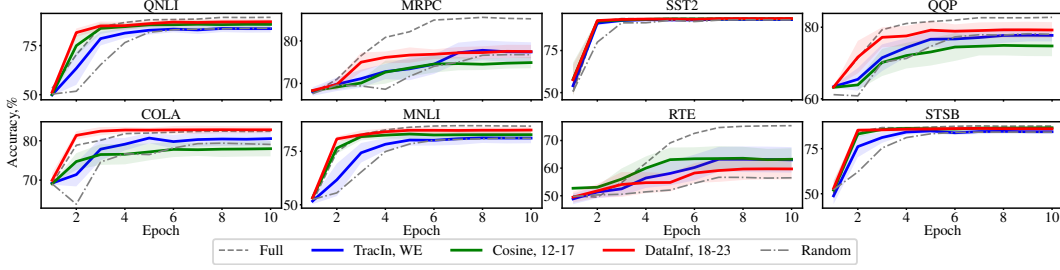 QNLI MRPC SST2 QQP
75
50
80
70
75
50
80
60
COLA MNLI RTE STSB
Accuracy,%
80
70
75
50
70
60
50
75
50
2 4 6 8 10 2 4 6 8 10 2 4 6 8 10 2 4 6 8 10
Epoch Epoch Epoch Epoch
Full TracIn, WE Cosine, 12-17 DataInf, 18-23 Random